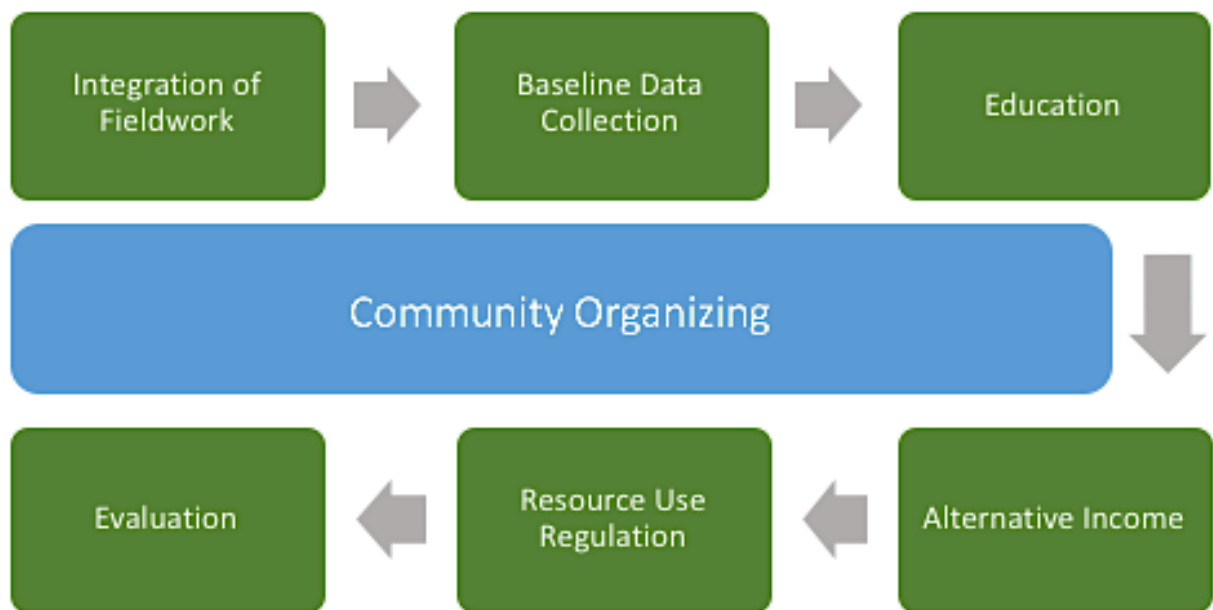 Integration of
Fieldwork
Baseline Data
Collection
Education
Community Organizing
Evaluation
Resource Use
Regulation
Alternative Income